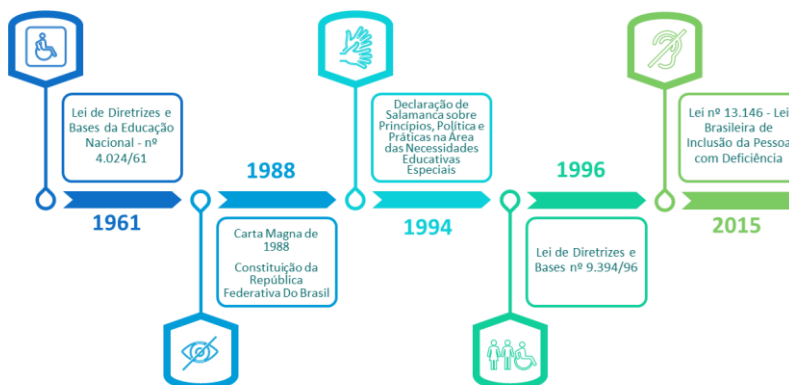 Lei de Diretrizes e
Bases da Educação
Nacional - nº
4.024/61
1961
1988
Carta Magna de
1988
Constituição da
República
Federativa Do Brasil
Declaração de
Salamanca sobre
Princípios, Política e
Práticas na Área
das Necessidades
Educativas
Especiais
1994
1996
Lei de Diretrizes e
Bases nº 9.394/96
Lei nº 13.146 - Lei
Brasileira de
Inclusão da Pessoa
com Deficiência
2015